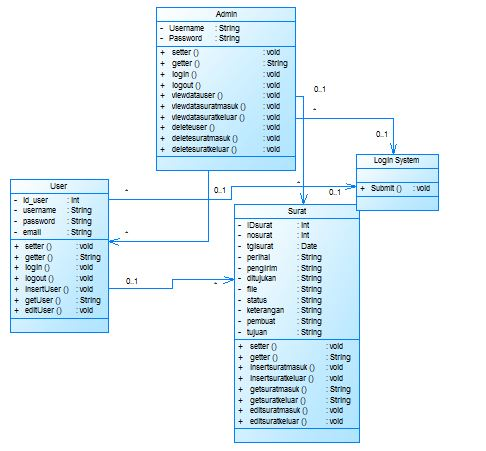 Admin
- Username : String
- Password : String
+ setter () : void
+ getter () : String
+ login () : void
+ logout () : void
+ viewdatauser () : void
+ viewdatasuratmasuk () : void
+ viewdatasuratkeluar () : void
+ deleteuser () : void
+ deletesuratmasuk () : void
+ deletesuratkeluar () : void
0..1
*
0..1
Login System
+ Submit () : void
User
- id_user : int
- username : String
- password : String
- email : String
+ setter () : void
+ getter () : String
+ login () : void
+ logout () : void
+ insertUser () : void
+ getUser () : String
+ editUser () : void
*
0..1
*
0..1
*
0..1
*
Surat
- IDsurat : Int
- nosurat : Int
- tglsurat : Date
- perihal : String
- pengirim : String
- ditujukan : String
- file : String
- status : String
- keterangan : String
- pembuat : String
- tujuan : String
+ setter () : void
+ getter () : String
+ insertsuratmasuk () : void
+ insertsuratkeluar () : void
+ getsuratmasuk () : String
+ getsuratkeluar () : String
+ editsuratmasuk () : void
+ editsuratkeluar () : void